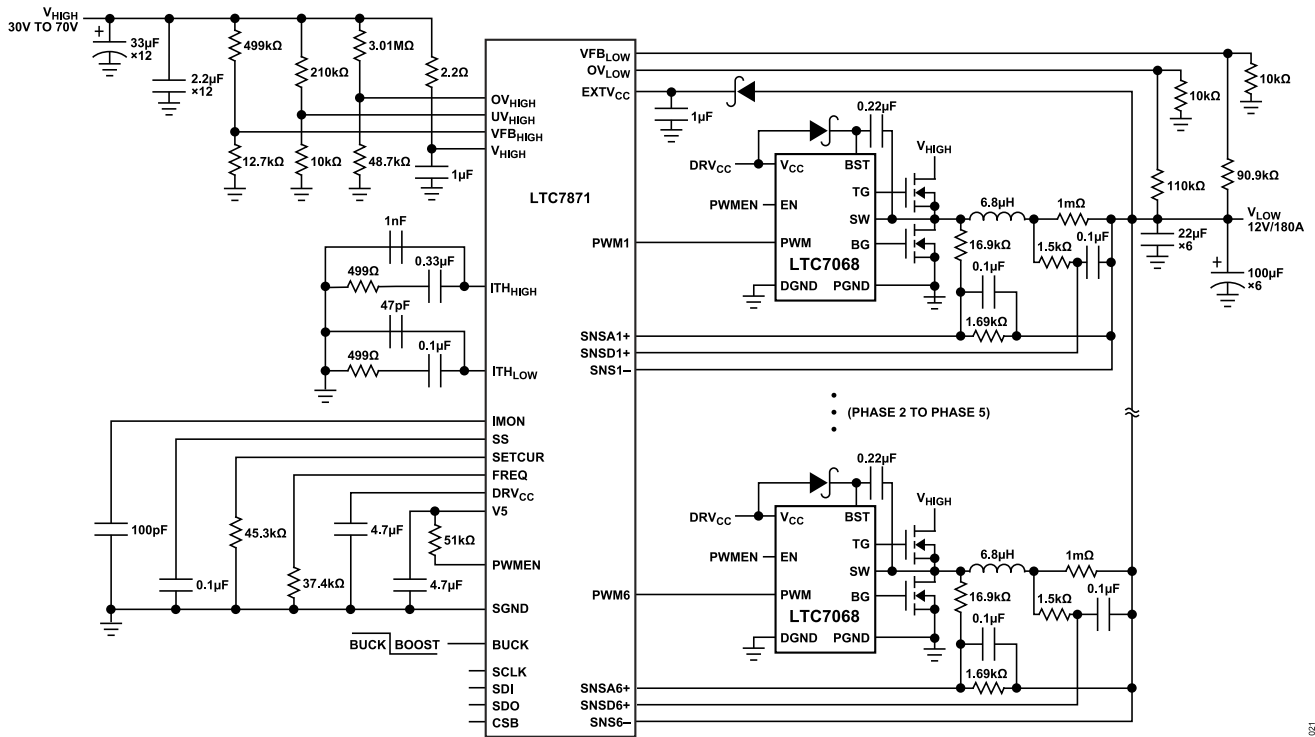 VHIGH
30V TO 70V
33µF
×12
2.2µF
×12
499kΩ
210kΩ
3.01MΩ
2.2Ω
12.7kΩ
10kΩ
48.7kΩ
1µF
OVHIGH
UVHIGH
VFBHIGH
VHIGH
LTC7871
1nF
499Ω
0.33µF
ITHHIGH
47pF
499Ω
0.1µF
ITHLOW
IMON
SS
SETCUR
FREQ
DRVCC
V5
PWMEN
SGND
100pF
0.1µF
45.3kΩ
37.4kΩ
4.7µF
51kΩ
4.7µF
BUCK BOOST
BUCK
SCLK
SDI
SDO
CSB
VFBLOW
OVLOW
EXTVCC
1µF
10kΩ
10kΩ
110kΩ
90.9kΩ
VLOW
12V/180A
22µF
×6
100µF
×6
0.22µF
DRVCC
VCC
BST
VHIGH
TG
PWMEN
EN
SW
PWM1
PWM
BG
LTC7068
DGND
PGND
6.8µH
1mΩ
16.9kΩ
1.5kΩ
0.1µF
0.1µF
1.69kΩ
SNSA1+
SNSD1+
SNS1–
(PHASE 2 TO PHASE 5)
0.22µF
DRVCC
VCC
BST
VHIGH
TG
PWMEN
EN
SW
PWM6
PWM
BG
LTC7068
DGND
PGND
6.8µH
1mΩ
16.9kΩ
1.5kΩ
0.1µF
0.1µF
1.69kΩ
SNSA6+
SNSD6+
SNS6–
021